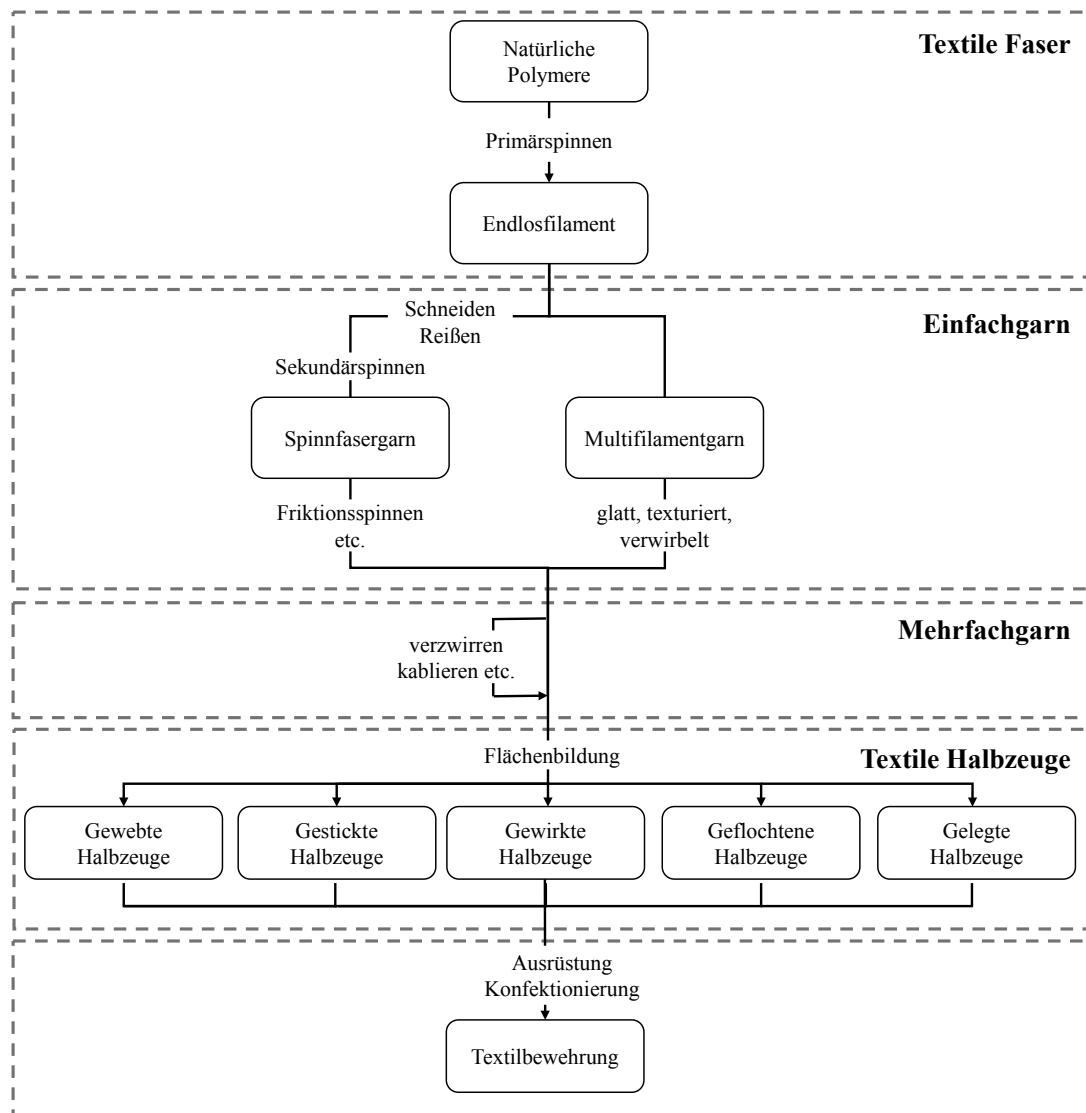 Textile Faser
Natürliche
Polymere
Primärspinnen
Endlosfilament
Einfachgarn
Schneiden
Reißen
Sekundärspinnen
Spinnfasergarn
Multifilamentgarn
Friktionsspinnen
etc.
glatt, texturiert,
verwirbelt
Mehrfachgarn
verzwirren
kablieren etc.
Textile Halbzeuge
Flächenbildung
Gewebte
Halbzeuge
Gestickte
Halbzeuge
Gewirkte
Halbzeuge
Geflochtene
Halbzeuge
Gelegte
Halbzeuge
Ausrüstung
Konfektionierung
Textilbewehrung